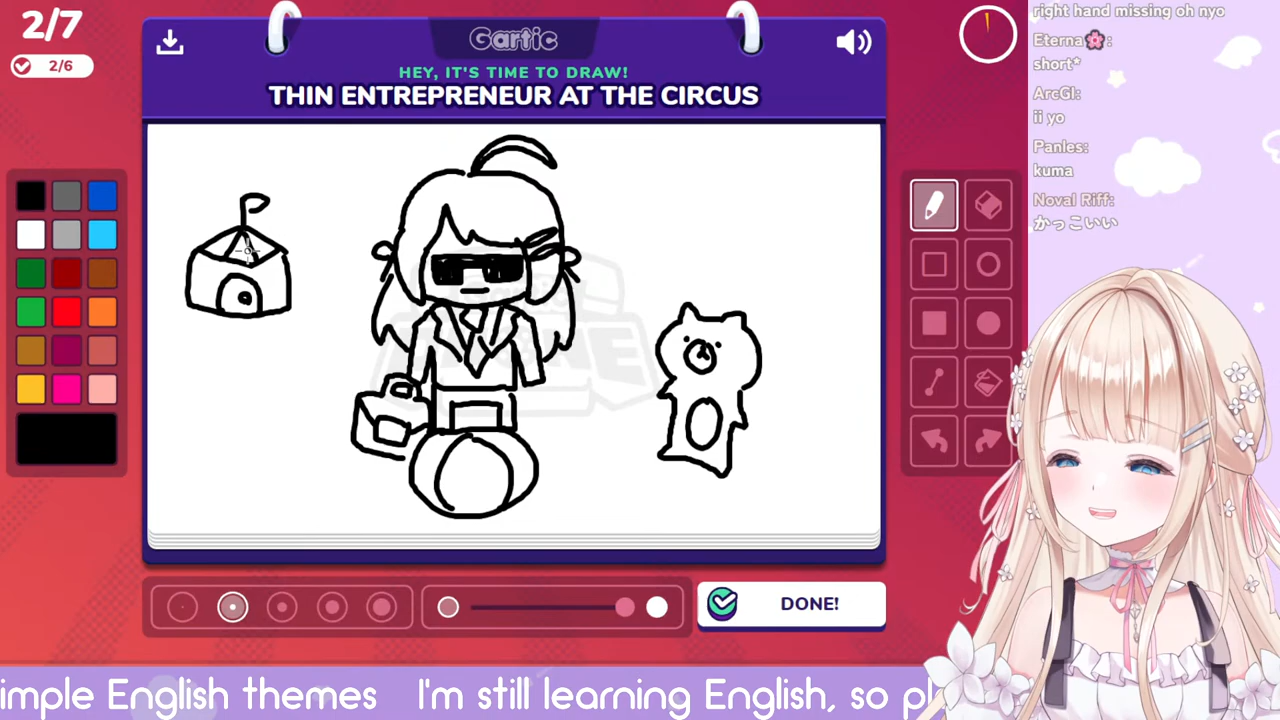 2/7
2/6
Gartic
HEY, IT'S TIME TO DRAW!
THIN ENTREPRENEUR AT THE CIRCUS
right hand missing oh nyo
Eterna🌸:
short*
ArcGI:
ii yo
Panles:
kuma
Noval Riff:
かっこいい
DONE!
imple English themes I'm still learning English, so pl